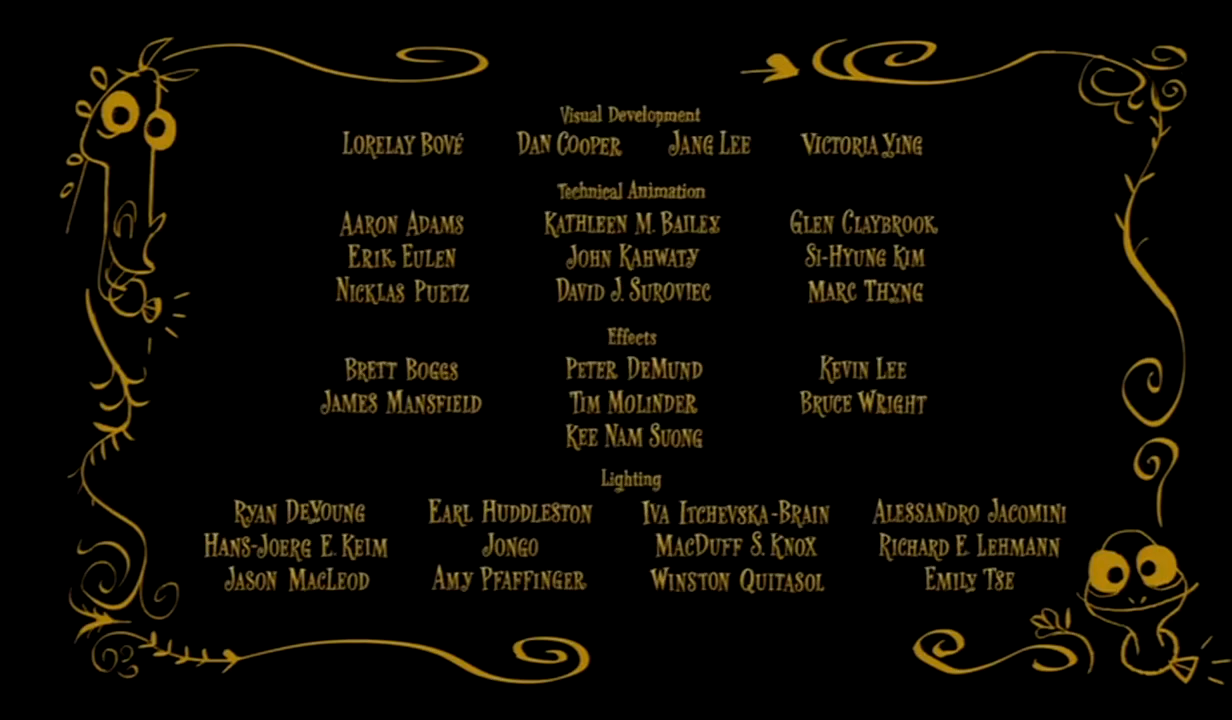 Visual Development
LORELAY BOVÉ DAN COOPER JANG LEE VICTORIA YING
Technical Animation
AARON ADAMS KATHLEEN M. BAILEY GLEN CLAYBROOK
ERIK EULEN JOHN KAHWATY SI-HYUNG KIM
NICKLAS PUETZ DAVID J. SUROVIEC MARC THYNG
Effects
BRETT BOGGS PETER DEMUND KEVIN LEE
JAMES MANSFIELD TIM MOLINDER BRUCE WRIGHT
KEE NAM SUONG
Lighting
RYAN DEYOUNG EARL HUDDLESTON IVA ITCHEVSKA-BRAIN ALESSANDRO JACOMINI
HANS-JOERG E. KEIM JONGO MACDUFF S. KNOX RICHARD E. LEHMANN
JASON MACLEOD AMY PFAFFINGER WINSTON QUITASOL EMILY TSE